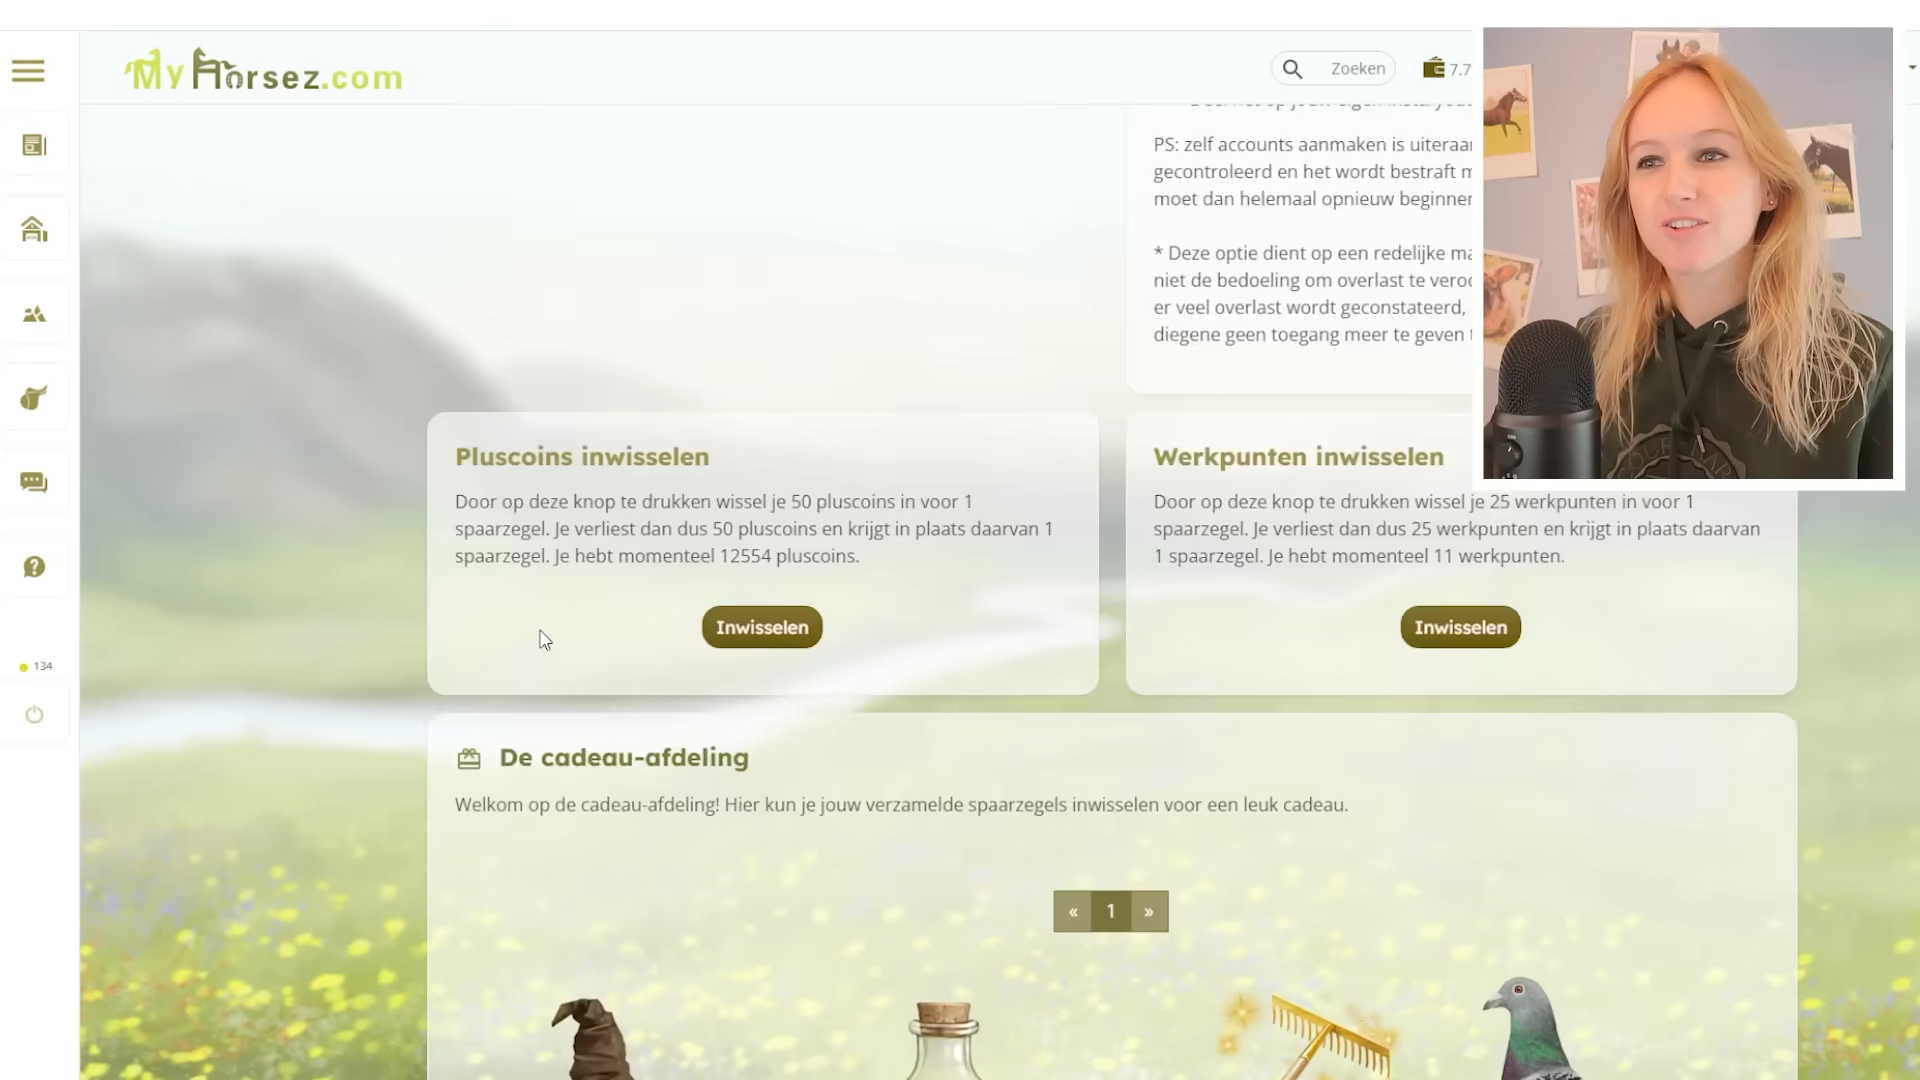 MyHorsez.com
Zoeken
7.7
PS: zelf accounts aanmaken is
gecontroleerd en het wordt bestraft
moet dan helemaal opnieuw beginnen
* Deze optie dient op een redelijke
niet de bedoeling om overlast te
er veel overlast wordt geconstateerd,
diegene geen toegang meer te geven
Pluscoins inwisselen
Door op deze knop te drukken wissel je 50 pluscoins in voor 1
spaarzegel. Je verliest dan dus 50 pluscoins en krijgt in plaats daarvan 1
spaarzegel. Je hebt momenteel 12554 pluscoins.
Inwisselen
Werkpunten inwisselen
Door op deze knop te drukken wissel je 25 werkpunten in voor 1
spaarzegel. Je verliest dan dus 25 werkpunten en krijgt in plaats daarvan
1 spaarzegel. Je hebt momenteel 11 werkpunten.
Inwisselen
134
De cadeau-afdeling
Welkom op de cadeau-afdeling! Hier kun je jouw verzamelde spaarzegels inwisselen voor een leuk cadeau.
« 1 »